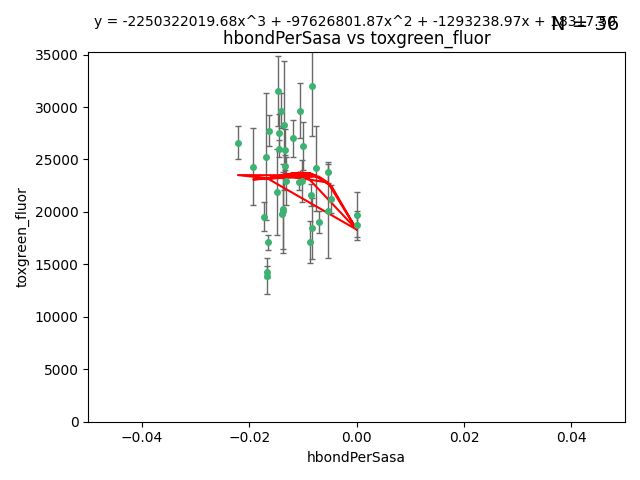 y = -2250322019.68x^3 + -97626801.87x^2 + -1293238.97x +
N = 36
hbondPerSasa vs toxgreen_fluor
toxgreen_fluor
35000
30000
25000
20000
15000
10000
5000
0
-0.04
-0.02
0.00
0.02
0.04
hbondPerSasa